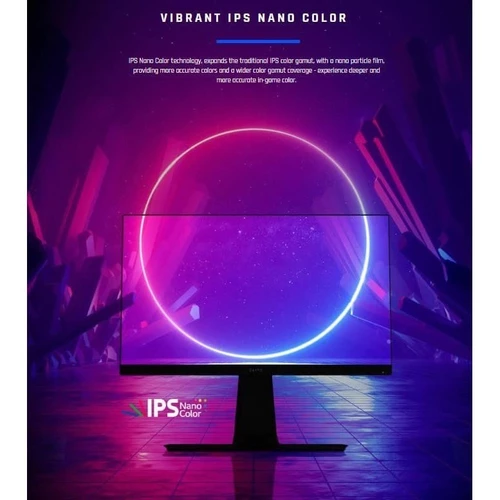 VIBRANT IPS NANO COLOR
IPS Nano Color technology, expands the traditional IPS color gamut, with a nano particle film,
providing more accurate colors and a wider color gamut coverage - experience deeper and
more accurate in-game color.
IPS Nano
Color